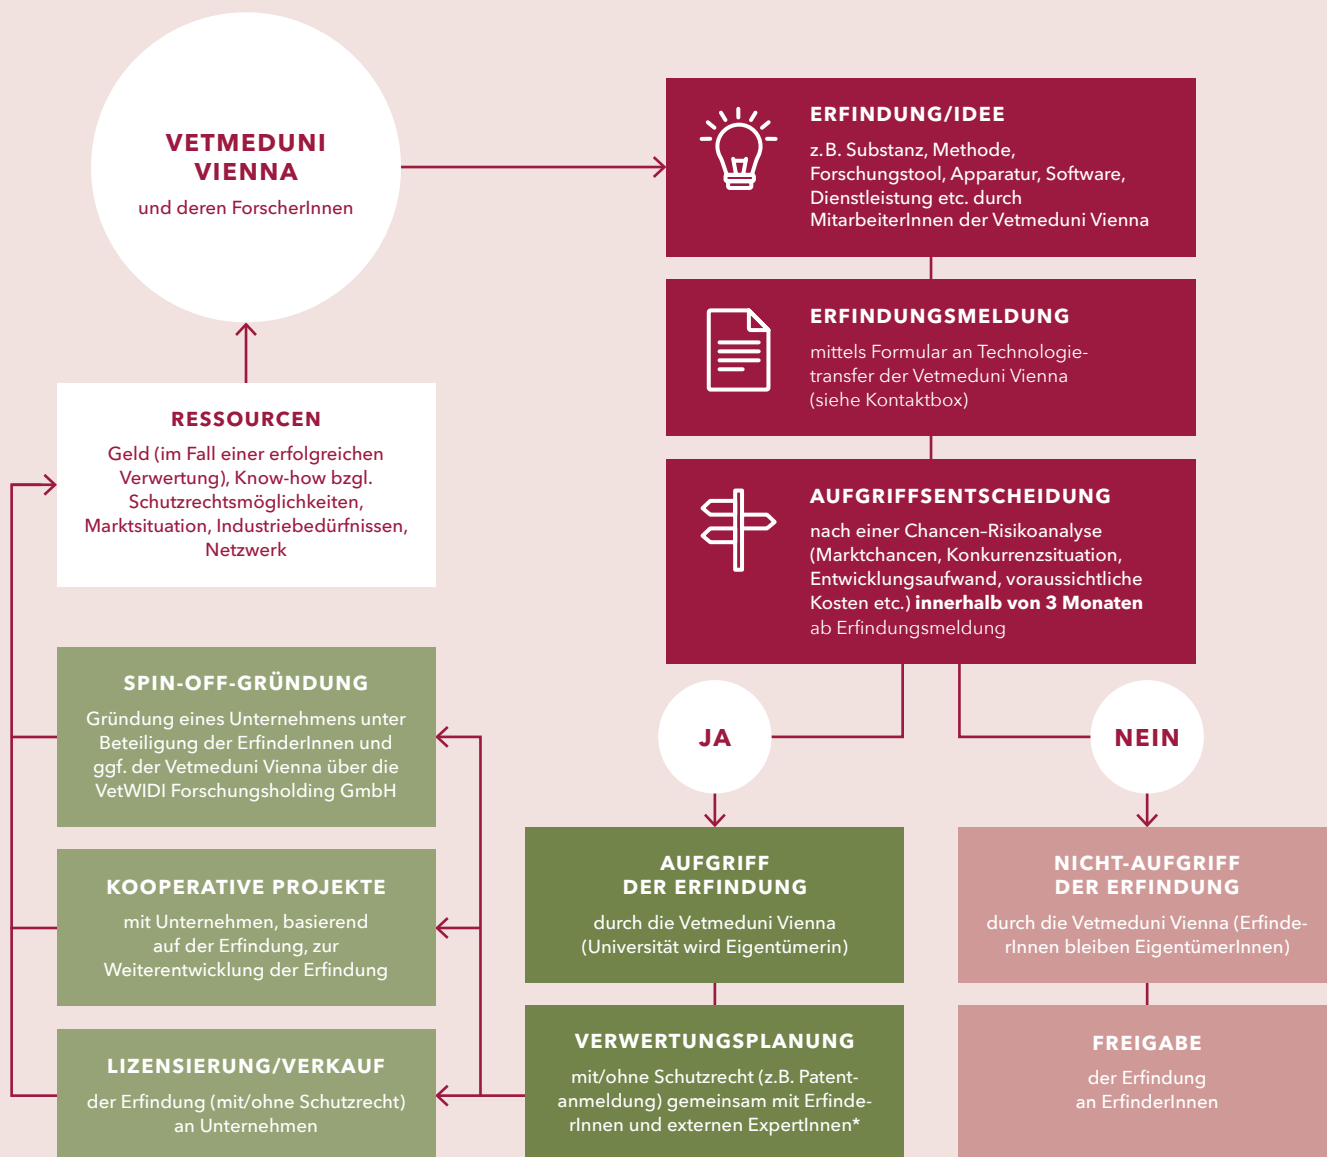 VETMEDUNI
VIENNA
und deren ForscherInnen
ERFINDUNG/IDEE
z.B. Substanz, Methode,
Forschungstool, Apparatur, Software,
Dienstleistung etc. durch
MitarbeiterInnen der Vetmeduni Vienna
ERFINDUNGSMELDUNG
mittels Formular an Technologie-
transfer der Vetmeduni Vienna
(siehe Kontaktbox)
AUFGRIFFSENTSCHEIDUNG
nach einer Chancen–Risikoanalyse
(Marktchancen, Konkurrenzsituation,
Entwicklungsaufwand, voraussichtliche
Kosten etc.) innerhalb von 3 Monaten
ab Erfindungsmeldung
JA
NEIN
AUFGRIFF
DER ERFINDUNG
durch die Vetmeduni Vienna
(Universität wird Eigentümerin)
VERWERTUNGSPLANUNG
mit/ohne Schutzrecht (z.B. Patent-
anmeldung) gemeinsam mit Erfinde-
rInnen und externen ExpertInnen*
NICHT-AUFGRIFF
DER ERFINDUNG
durch die Vetmeduni Vienna (Erfinde-
rInnen bleiben EigentümerInnen)
FREIGABE
der Erfindung
an ErfinderInnen
SPIN-OFF-GRÜNDUNG
Gründung eines Unternehmens unter
Beteiligung der ErfinderInnen und
ggf. der Vetmeduni Vienna über die
VetWIDI Forschungsholding GmbH
KOOPERATIVE PROJEKTE
mit Unternehmen, basierend
auf der Erfindung, zur
Weiterentwicklung der Erfindung
LIZENSIERUNG/VERKAUF
der Erfindung (mit/ohne Schutzrecht)
an Unternehmen
RESSOURCEN
Geld (im Fall einer erfolgreichen
Verwertung), Know-how bzgl.
Schutzrechtsmöglichkeiten,
Marktsituation, Industriebedürfnissen,
Netzwerk